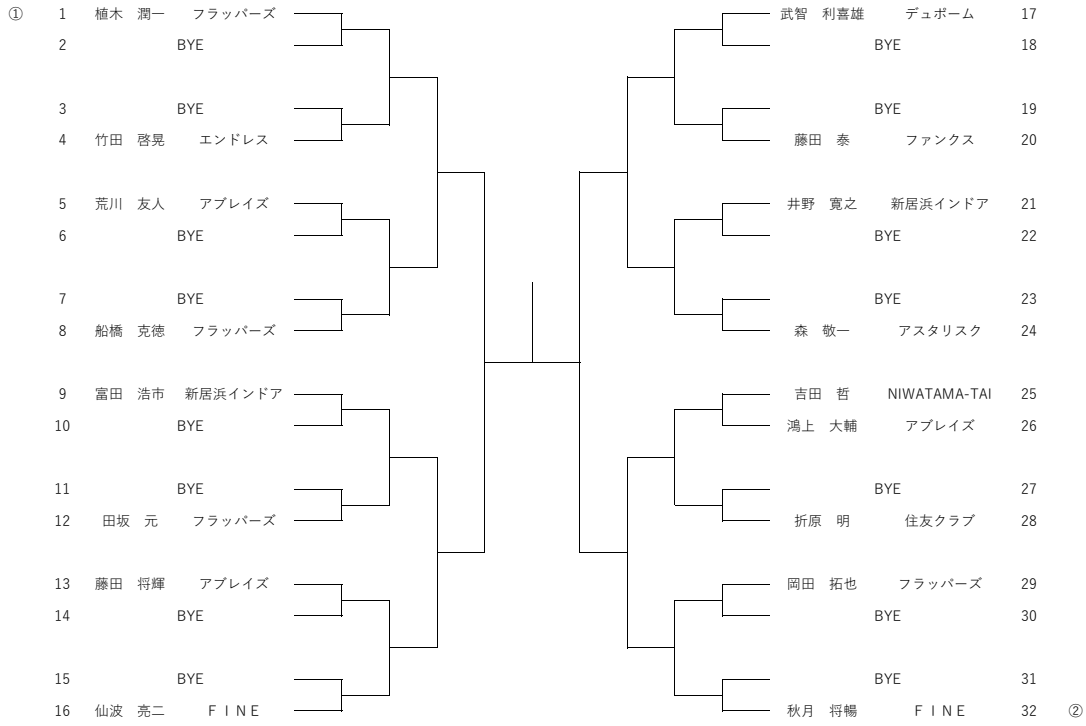 ① 1 植木　潤一 フラッパーズ
2 BYE
3 BYE
4 竹田　啓晃 エンドレス
5 荒川　友人 アブレイズ
6 BYE
7 BYE
8 船橋　克徳 フラッパーズ
9 富田　浩市 新居浜インドア
10 BYE
11 BYE
12 田坂　元 フラッパーズ
13 藤田　将輝 アブレイズ
14 BYE
15 BYE
16 仙波　亮二 ＦＩＮＥ
武智　利喜雄 デュポーム 17
BYE 18
BYE 19
藤田　泰 ファンクス 20
井野　寛之 新居浜インドア 21
BYE 22
BYE 23
森　敬一 アスタリスク 24
吉田　哲 NIWATAMA-TAI 25
鴻上　大輔 アブレイズ 26
BYE 27
折原　明 住友クラブ 28
岡田　拓也 フラッパーズ 29
BYE 30
BYE 31
秋月　将暢 ＦＩＮＥ 32 ②